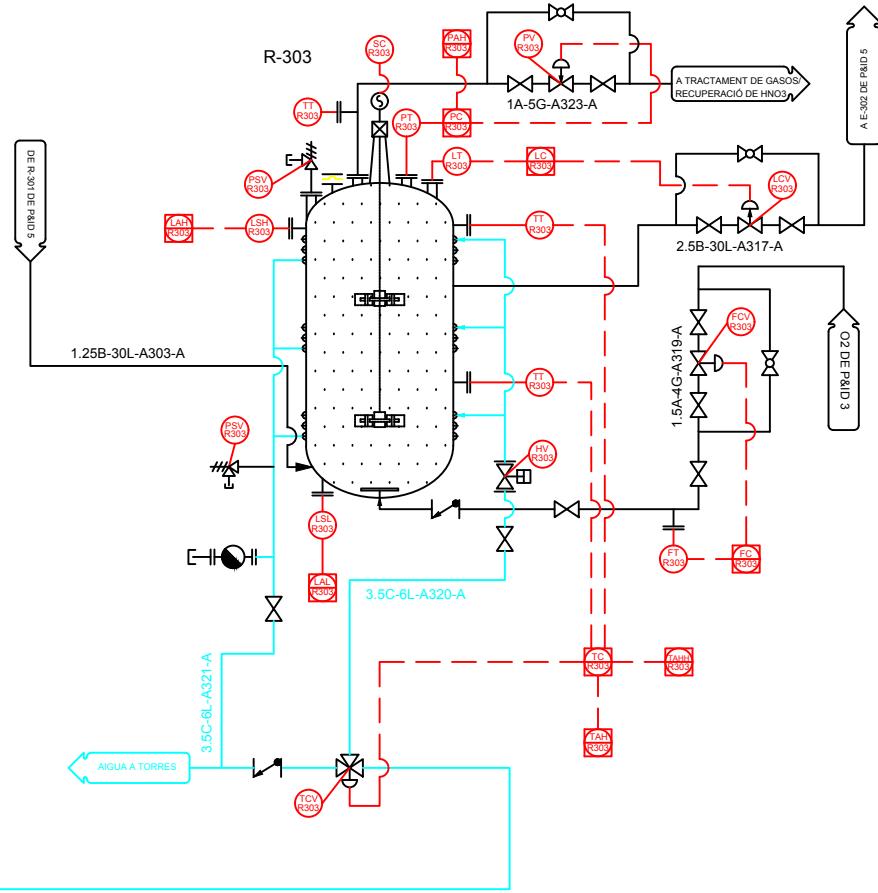 R-303
SC
R303
PAH
R303
PV
R303
A E-302 DE P&ID 5
A TRACTAMENT DE GASOS/
RECUPERACIÓ DE HNO3
TT
R303
PT
R303
PC
R303
1A-5G-A323-A
DE R-301 DE P&ID 5
PSV
R303
LT
R303
LC
R303
LCV
R303
LAH
R303
LSH
R303
TT
R303
2.5B-30L-A317-A
1.25B-30L-A303-A
FCV
R303
1.5A-4G-A319-A
O2 DE P&ID 3
TT
R303
PSV
R303
HV
R303
LSL
R303
FT
R303
FC
R303
LAL
R303
3.5C-6L-A320-A
3.5C-6L-A321-A
TC
R303
TAHH
R303
TAH
R303
AIGUA A TORRES
TCV
R303